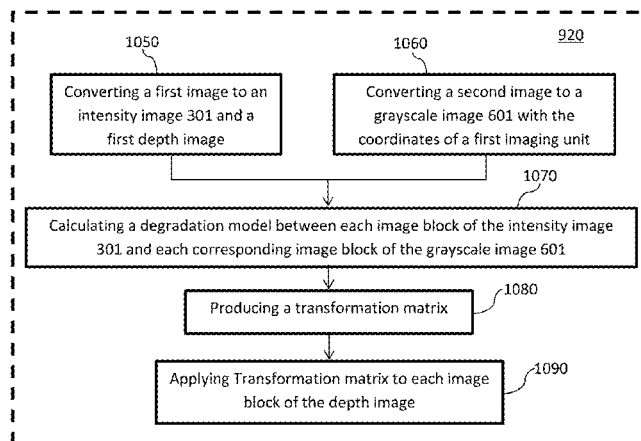 920
1050
1060
Converting a first image to an
intensity image 301 and a
first depth image
Converting a second image to a
grayscale image 601 with the
coordinates of a first imaging unit
1070
Calculating a degradation model between each image block of the intensity image
301 and each corresponding image block of the grayscale image 601
1080
Producing a transformation matrix
1090
Applying Transformation matrix to each image
block of the depth image